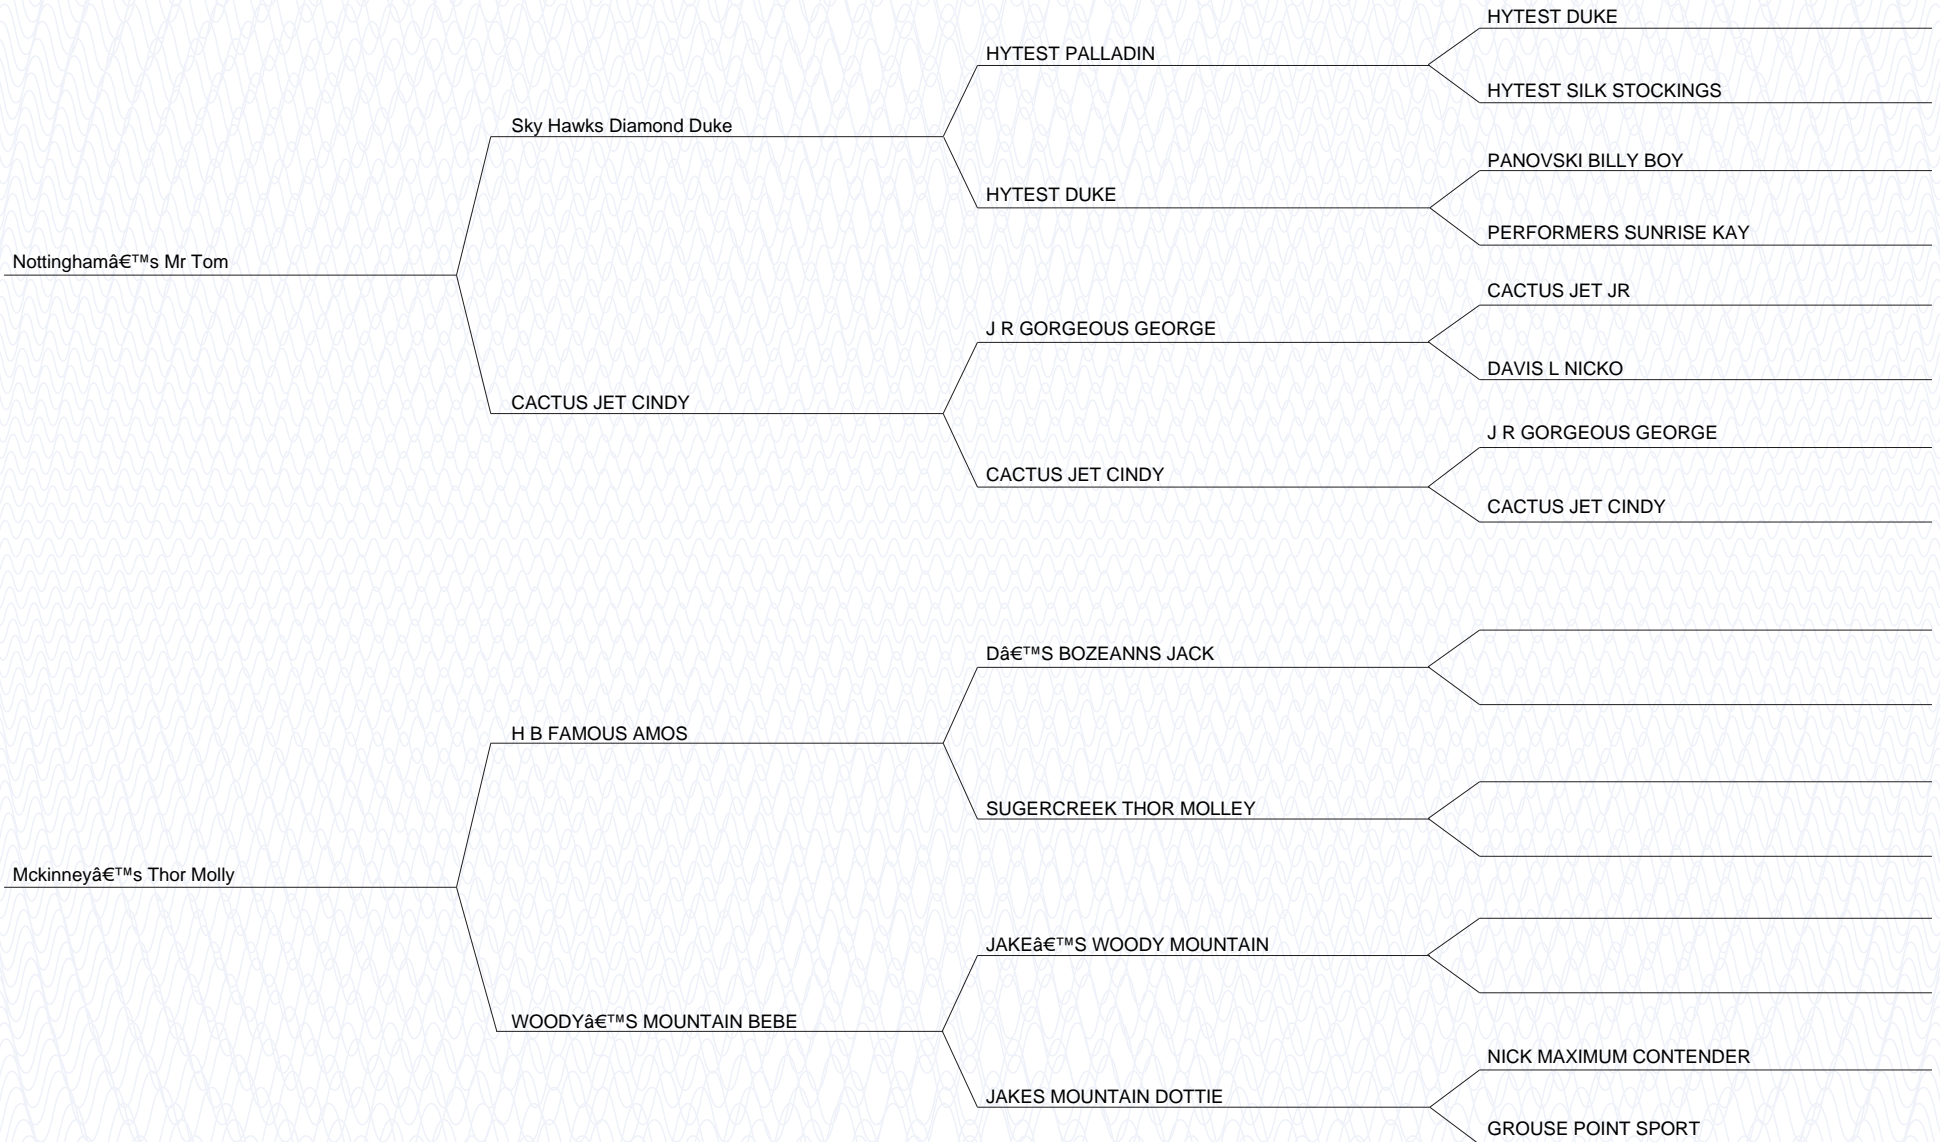 HYTEST DUKE
HYTEST PALLADIN
HYTEST SILK STOCKINGS
Sky Hawks Diamond Duke
PANOVSKI BILLY BOY
HYTEST DUKE
PERFORMERS SUNRISE KAY
Nottinghamâ€™s Mr Tom
CACTUS JET JR
J R GORGEOUS GEORGE
DAVIS L NICKO
CACTUS JET CINDY
J R GORGEOUS GEORGE
CACTUS JET CINDY
CACTUS JET CINDY
Dâ€™S BOZEANNS JACK
H B FAMOUS AMOS
SUGERCREEK THOR MOLLEY
Mckinneyâ€™s Thor Molly
JAKEâ€™S WOODY MOUNTAIN
WOODYâ€™S MOUNTAIN BEBE
NICK MAXIMUM CONTENDER
JAKES MOUNTAIN DOTTIE
GROUSE POINT SPORT